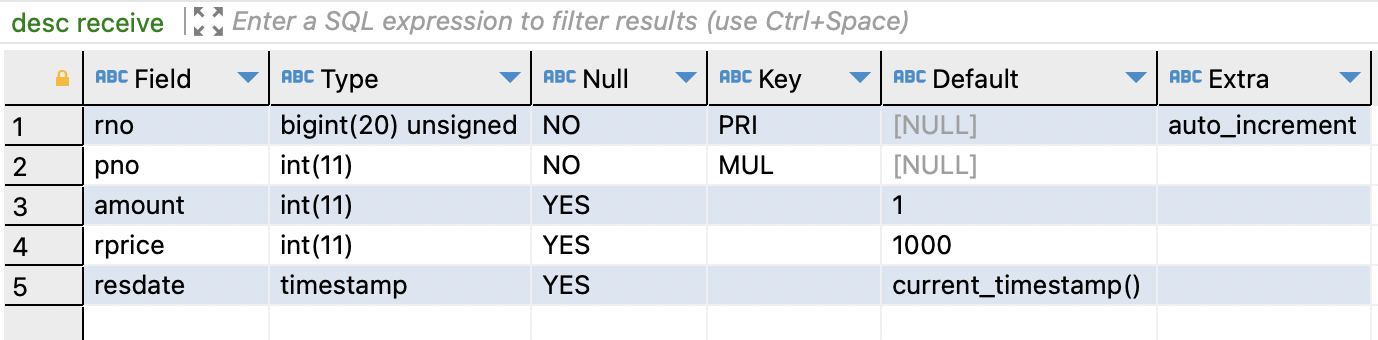 desc receive Enter a SQL expression to filter results (use Ctrl+Space)
ABC Field ABC Type ABC Null ABC Key ABC Default ABC Extra
1 rno bigint(20) unsigned NO PRI [NULL] auto_increment
2 pno int(11) NO MUL [NULL]
3 amount int(11) YES 1
4 rprice int(11) YES 1000
5 resdate timestamp YES current_timestamp()